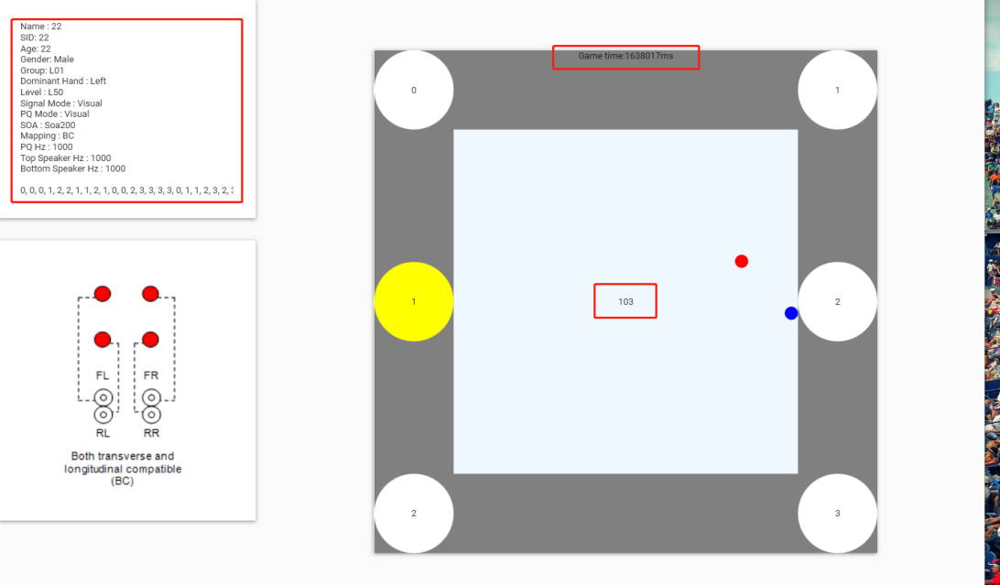 Name : 22
SID: 22
Age: 22
Gender: Male
Group: L01
Dominant Hand : Left
Level : L50
Signal Mode : Visual
PQ Mode : Visual
SOA : Soa200
Mapping : BC
PQ Hz : 1000
Top Speaker Hz : 1000
Bottom Speaker Hz : 1000
0, 0, 0, 1, 2, 2, 1, 1, 2, 1, 0, 0, 2, 3, 3, 3, 3, 0, 1, 1, 2, 3, 2,
FL FR
RL RR
Both transverse and
longitudinal compatible
(BC)
Game time:1638017ms
0
1
1
103
2
2
3